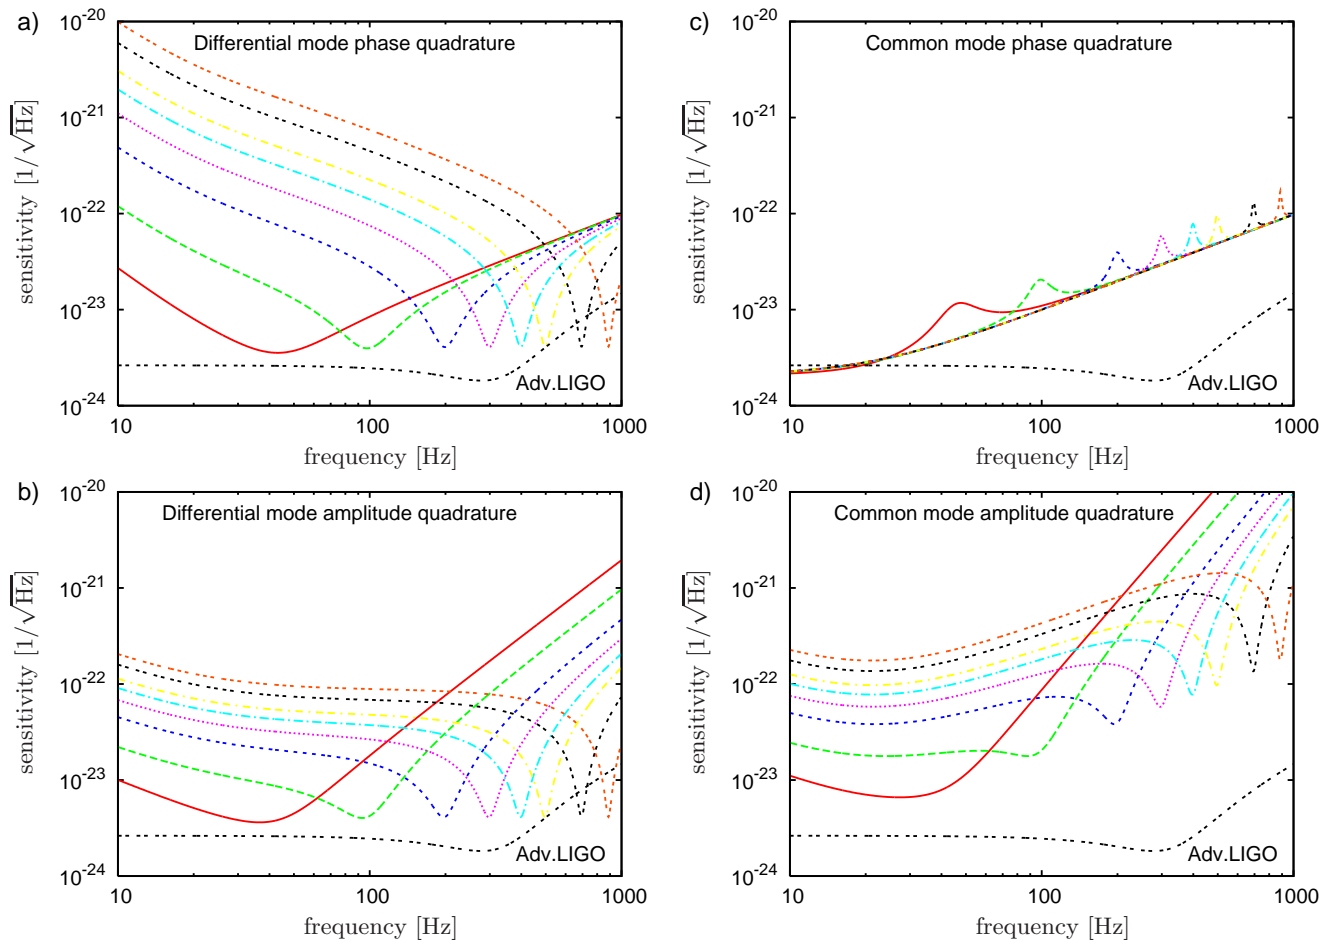 a)
Differential mode phase quadrature
10-20
10-21
10-22
10-23
10-24
sensitivity [1/√Hz]
Adv.LIGO
10 100 1000
frequency [Hz]
c)
Common mode phase quadrature
10-20
10-21
10-22
10-23
10-24
sensitivity [1/√Hz]
Adv.LIGO
10 100 1000
frequency [Hz]
b)
Differential mode amplitude quadrature
10-20
10-21
10-22
10-23
10-24
sensitivity [1/√Hz]
Adv.LIGO
10 100 1000
frequency [Hz]
d)
Common mode amplitude quadrature
10-20
10-21
10-22
10-23
10-24
sensitivity [1/√Hz]
Adv.LIGO
10 100 1000
frequency [Hz]